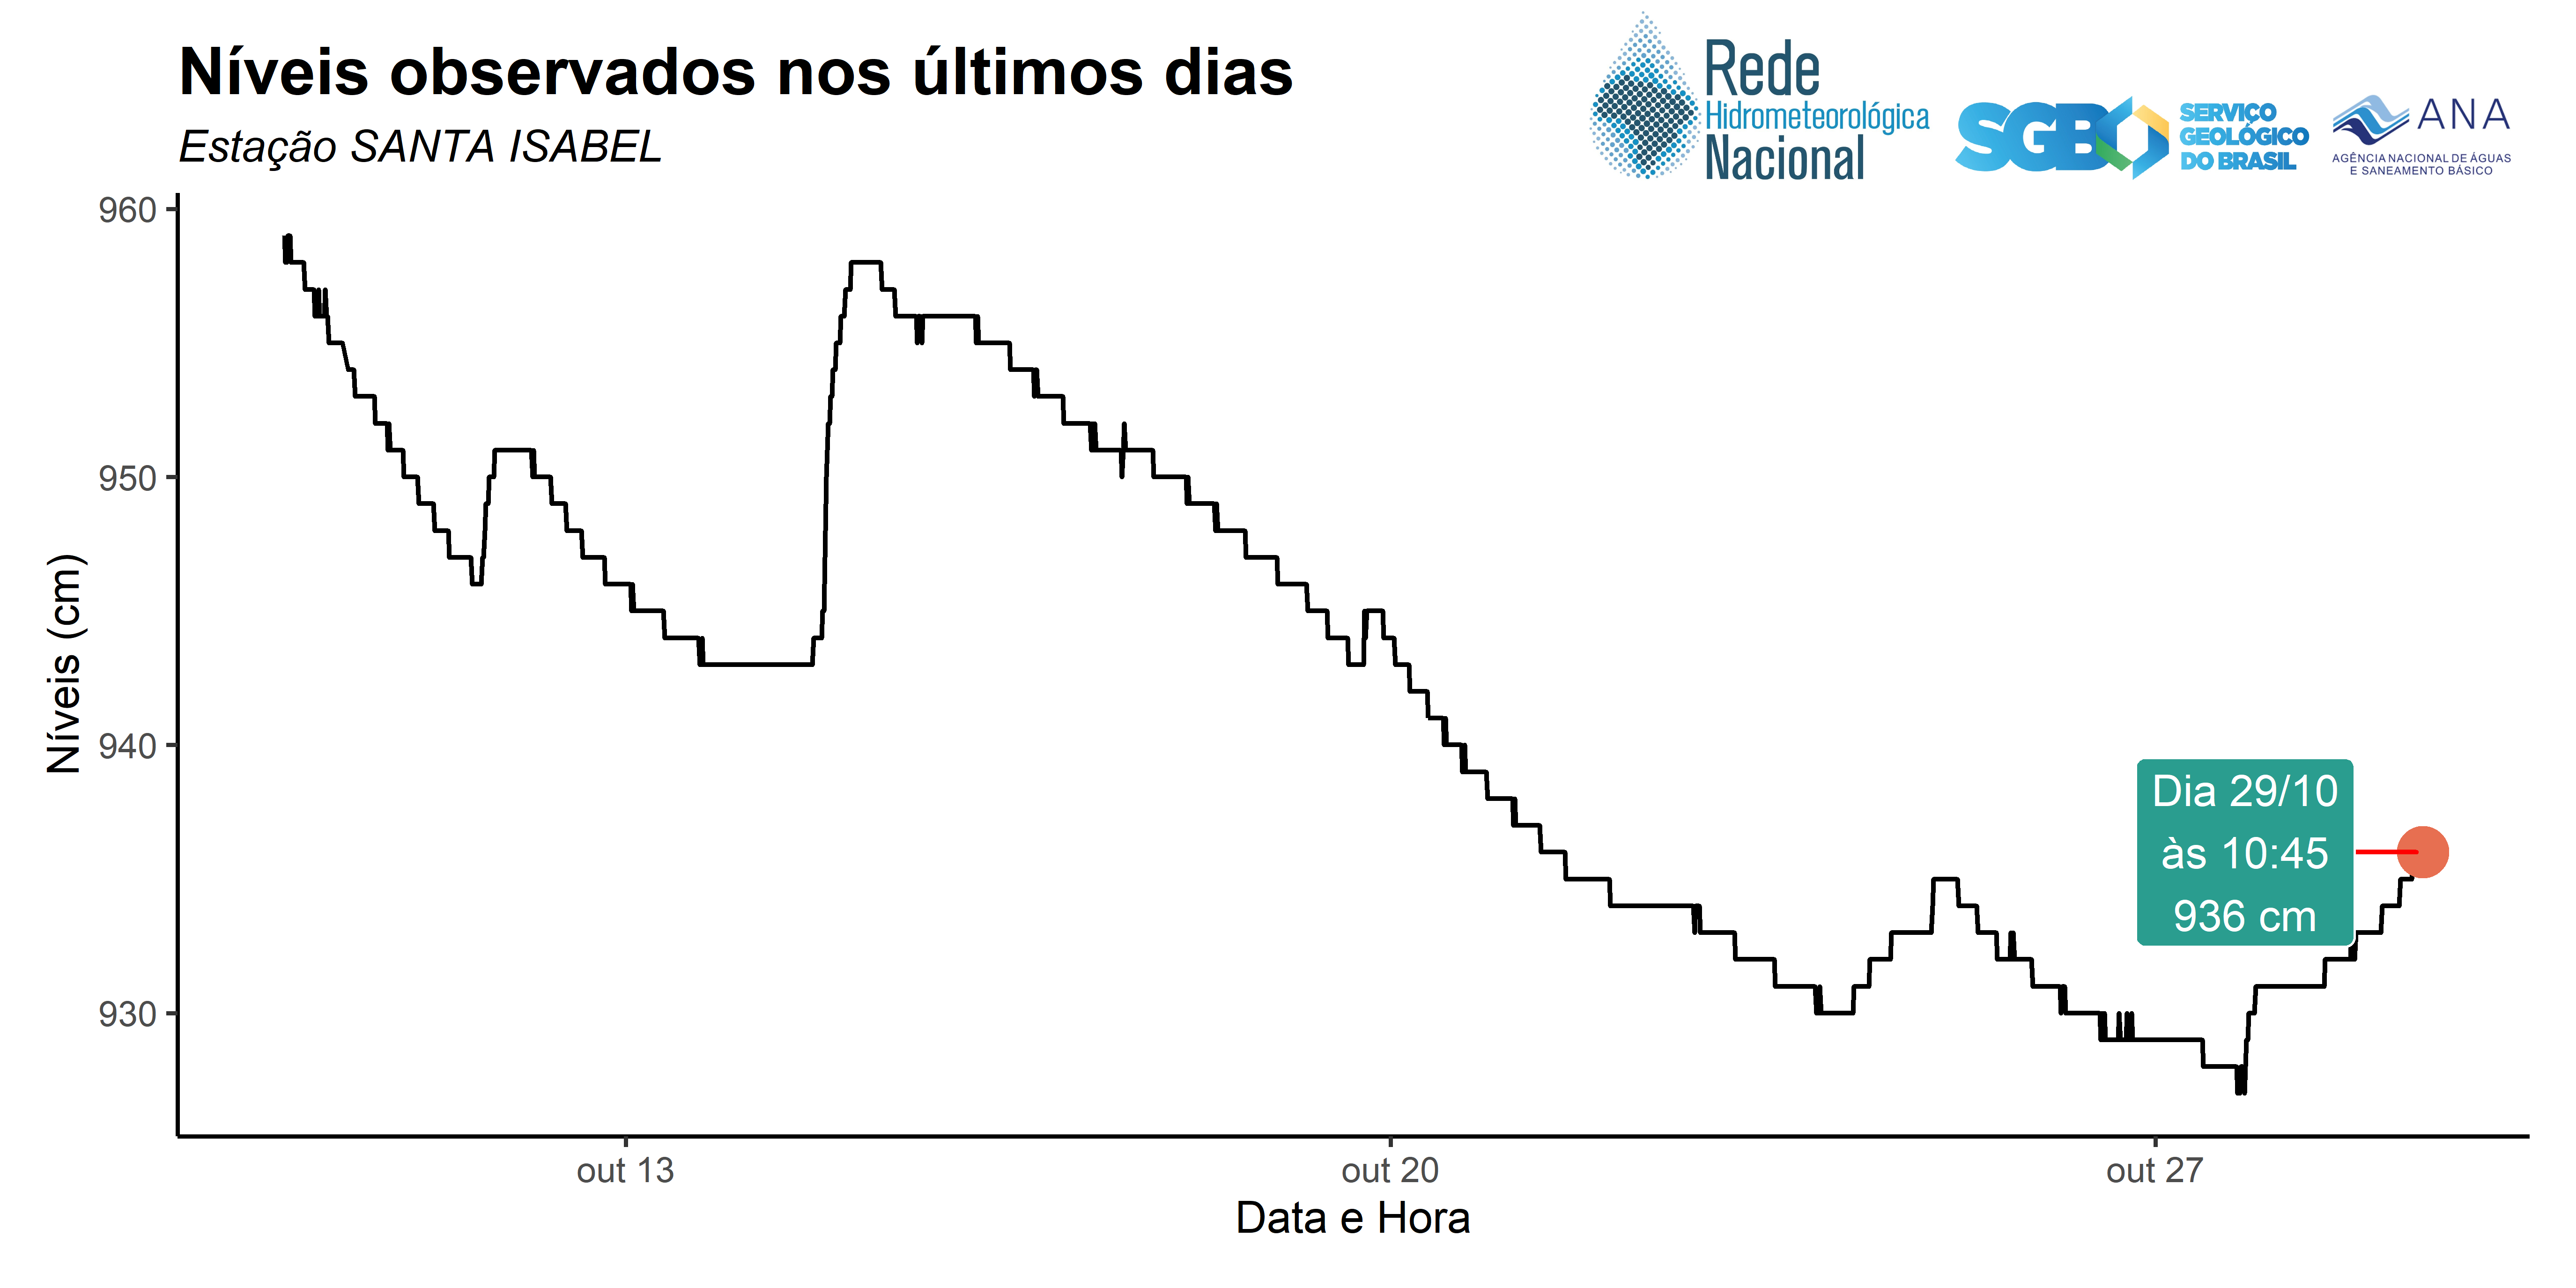 Níveis observados nos últimos dias
Estação SANTA ISABEL
Rede
Hidrometeorológica
Nacional
SGB
SERVIÇO
GEOLÓGICO
DO BRASIL
ANA
AGÊNCIA NACIONAL DE ÁGUAS
E SANEAMENTO BÁSICO
960
950
940
930
Níveis (cm)
Dia 29/10
às 10:45
936 cm
out 13
out 20
out 27
Data e Hora